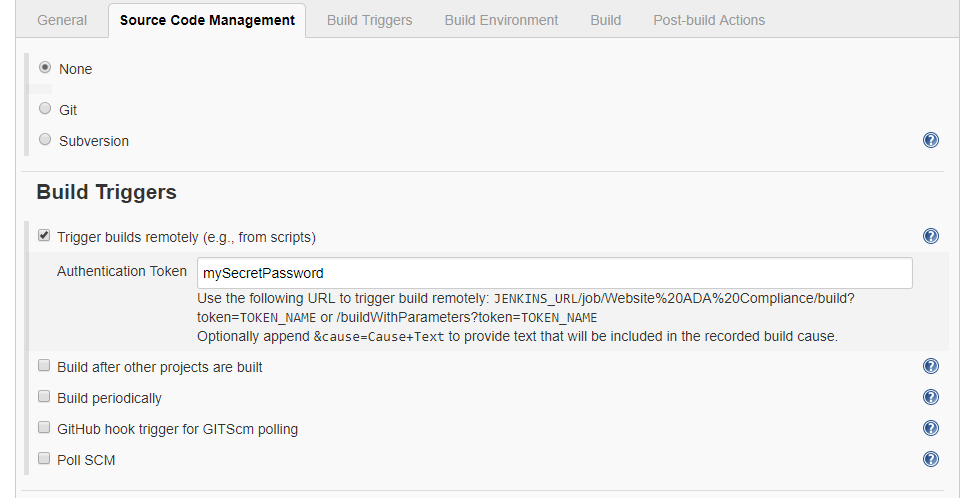 General Source Code Management Build Triggers Build Environment Build Post-build Actions
None
Git
Subversion
Build Triggers
Trigger builds remotely (e.g., from scripts)
Authentication Token mySecretPassword
Use the following URL to trigger build remotely: JENKINS_URL/job/Website%20ADA%20Compliance/build?
token=TOKEN_NAME or /buildWithParameters?token=TOKEN_NAME
Optionally append &cause=Cause+Text to provide text that will be included in the recorded build cause.
Build after other projects are built
Build periodically
GitHub hook trigger for GITScm polling
Poll SCM